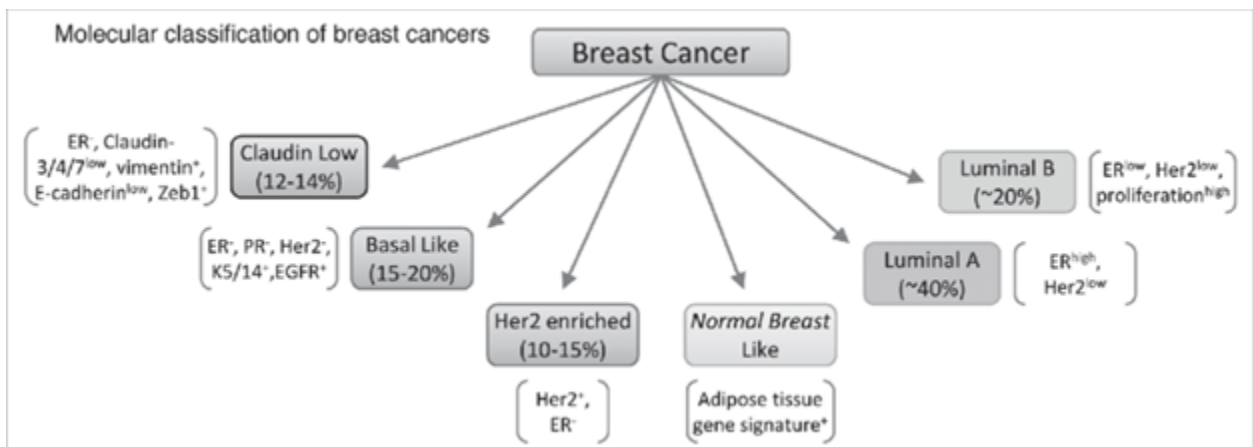 Molecular classification of breast cancers
Breast Cancer
ER⁻, Claudin-
3/4/7ˡᵒʷ, vimentin⁺,
E-cadherinˡᵒʷ, Zeb1⁺
Claudin Low
(12-14%)
ER⁻, PR⁻, Her2⁻,
K5/14⁺,EGFR⁺
Basal Like
(15-20%)
Her2 enriched
(10-15%)
Her2⁺,
ER⁻
Normal Breast
Like
Adipose tissue
gene signature⁺
Luminal A
(~40%)
ERʰⁱᵍʰ,
Her2ˡᵒʷ
Luminal B
(~20%)
ERˡᵒʷ, Her2ˡᵒʷ,
proliferationʰⁱᵍʰ